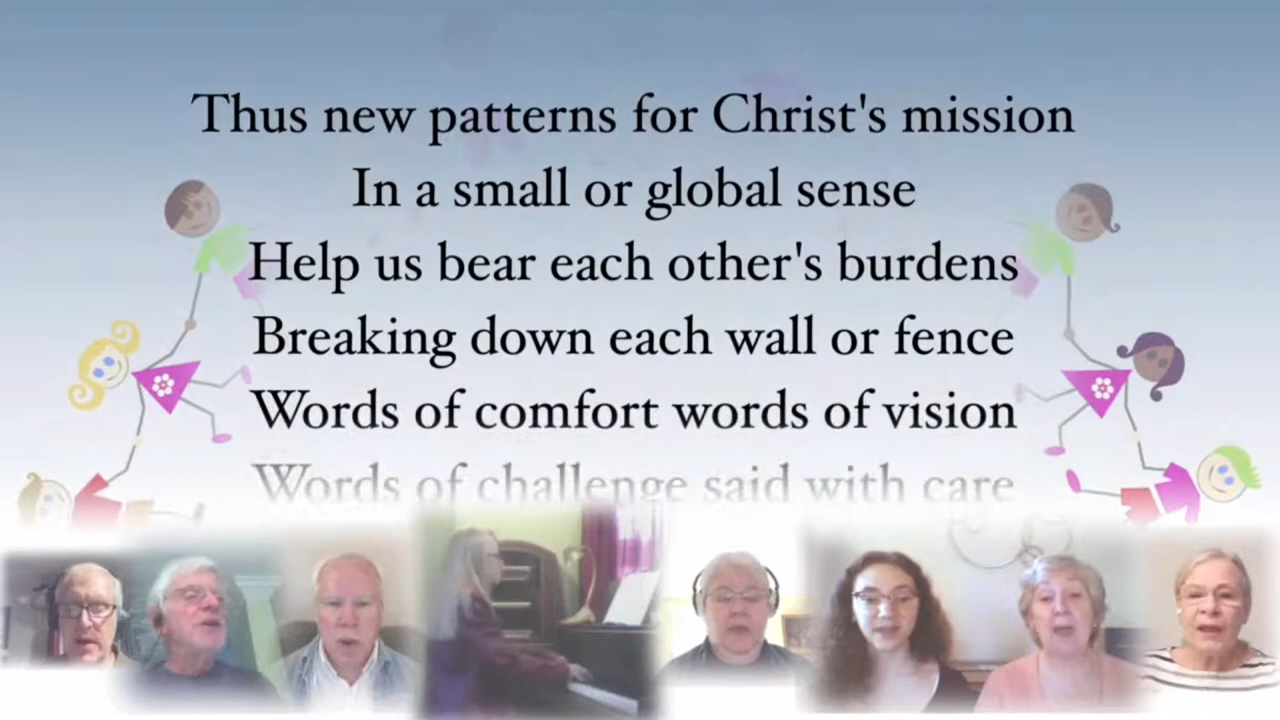 Thus new patterns for Christ's mission
In a small or global sense
Help us bear each other's burdens
Breaking down each wall or fence
Words of comfort words of vision
Words of challenge said with care